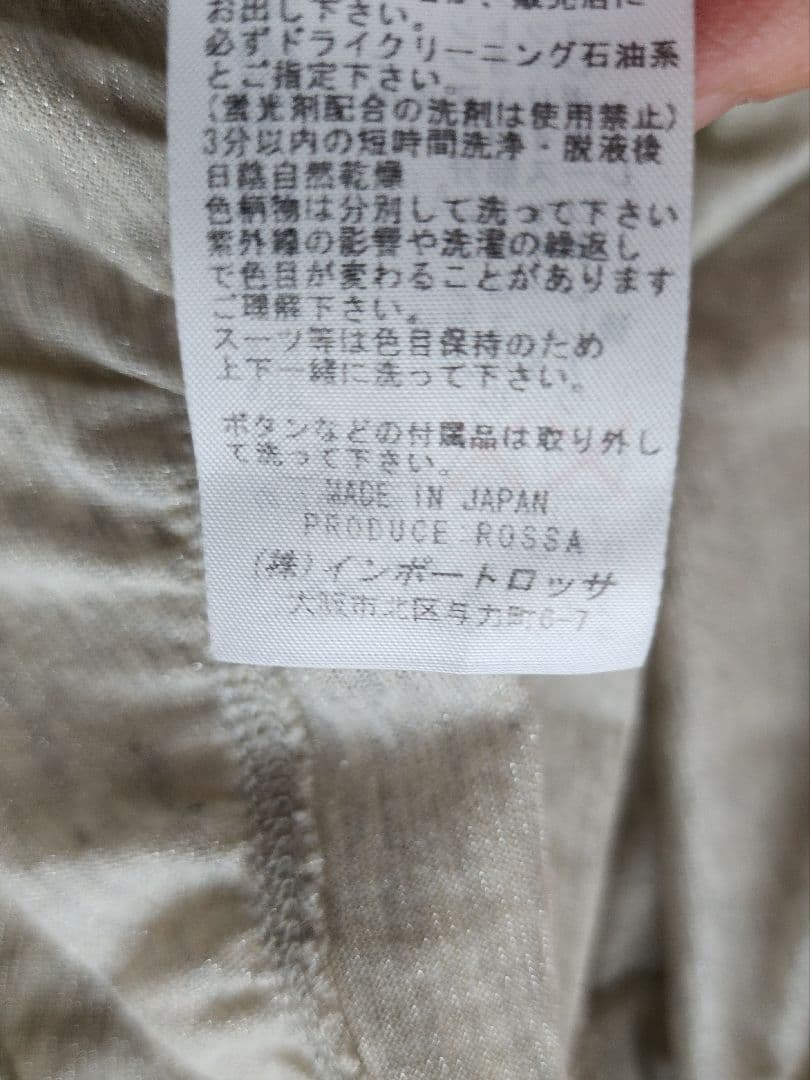 お出し下さい。
必ずドライクリーニング石油系
とご指定下さい。
(蛍光剤配合の洗剤は使用禁止)
3分以内の短時間洗浄・脱液後
日陰自然乾燥
色柄物は分別して洗って下さい
紫外線の影響や洗濯の繰返し
で色目が変わることがあります
ご理解下さい。
スーツ等は色目保持のため
上下一緒に洗って下さい。
ボタンなどの付属品は取り外し
て洗って下さい。
MADE IN JAPAN
PRODUCE ROSSA
(株)インポートロッサ
大阪市北区与力町6-7